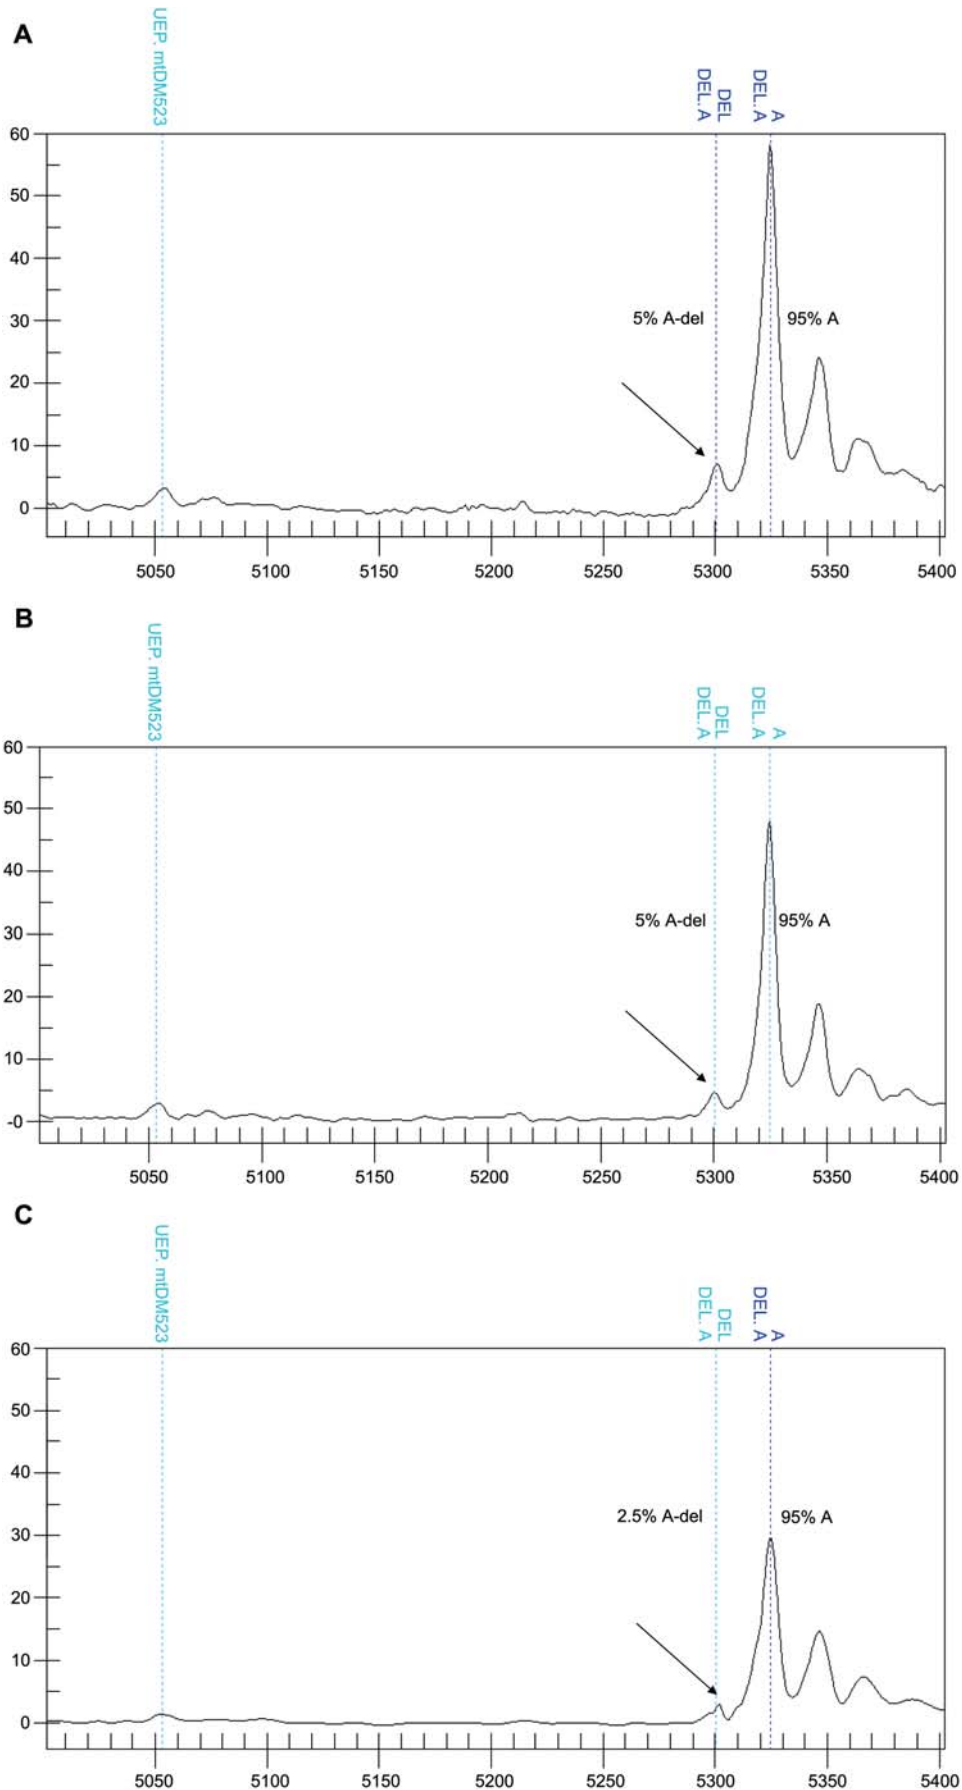 A
UEP. mtDM523
DEL. A
DEL
DEL. A
A
60
50
40
30
20
10
0
5% A-del
95% A
5050
5100
5150
5200
5250
5300
5350
5400
B
UEP. mtDM523
DEL. A
DEL
DEL. A
A
60
50
40
30
20
10
-0
5% A-del
95% A
5050
5100
5150
5200
5250
5300
5350
5400
C
UEP. mtDM523
DEL. A
DEL
DEL. A
A
60
50
40
30
20
10
0
2.5% A-del
95% A
5050
5100
5150
5200
5250
5300
5350
5400